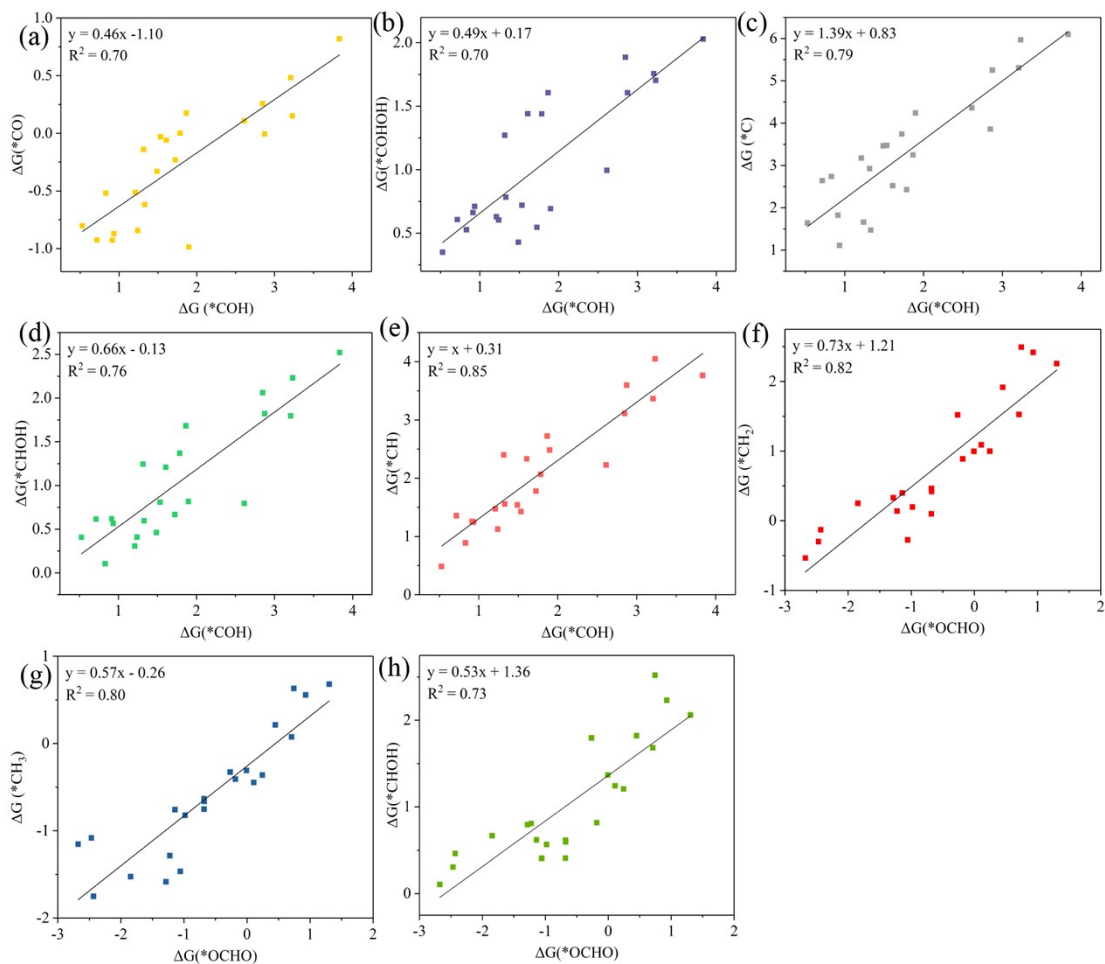 (a)
y = 0.46x -1.10
R² = 0.70
1.0
0.5
0.0
-0.5
-1.0
ΔG(*CO)
1 2 3 4
ΔG (*COH)
(b)
y = 0.49x + 0.17
R² = 0.70
2.0
1.5
1.0
0.5
ΔG(*COHOH)
1 2 3 4
ΔG (*COH)
(c)
y = 1.39x + 0.83
R² = 0.79
6
5
4
3
2
1
ΔG (*C)
1 2 3 4
ΔG(*COH)
(d)
y = 0.66x - 0.13
R² = 0.76
2.5
2.0
1.5
1.0
0.5
0.0
ΔG(*CHOH)
1 2 3 4
ΔG(*COH)
(e)
y = x + 0.31
R² = 0.85
4
3
2
1
0
ΔG(*CH)
1 2 3 4
ΔG(*COH)
(f)
y = 0.73x + 1.21
R² = 0.82
2
1
0
-1
ΔG (*CH₂)
-3 -2 -1 0 1 2
ΔG(*OCHO)
(g)
y = 0.57x - 0.26
R² = 0.80
1
0
-1
-2
ΔG (*CH₃)
-3 -2 -1 0 1 2
ΔG(*OCHO)
(h)
y = 0.53x + 1.36
R² = 0.73
2
1
0
ΔG(*CHOH)
-3 -2 -1 0 1 2
ΔG(*OCHO)